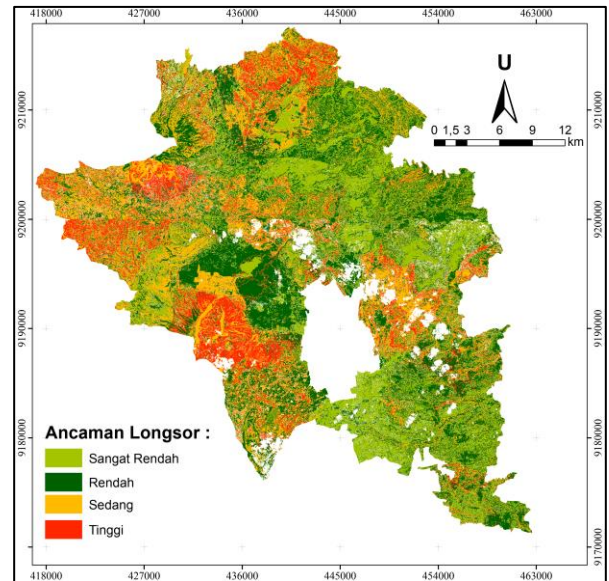 418000 427000 436000 445000 454000 463000
9210000
9200000
9190000
9180000
9170000
U
0 1,5 3 6 9 12
km
Ancaman Longsor :
Sangat Rendah
Rendah
Sedang
Tinggi
9210000
9200000
9190000
9180000
9170000
418000 427000 436000 445000 454000 463000